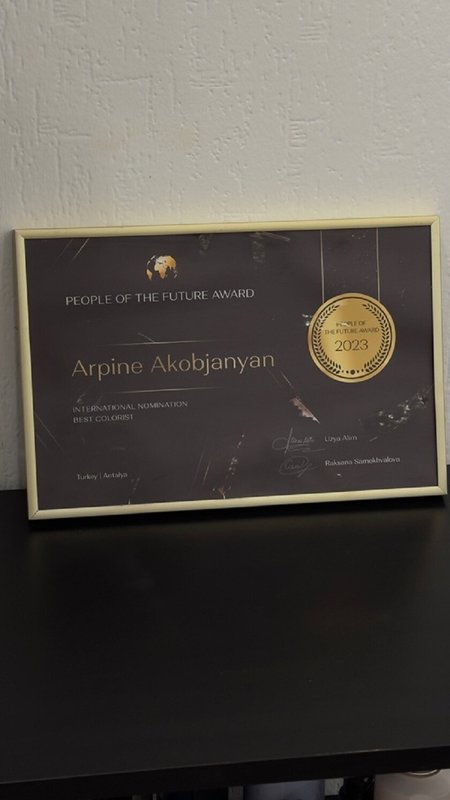 PEOPLE OF THE FUTURE AWARD
PEOPLE OF
THE FUTURE AWARD
2023
Arpine Akobjanyan
INTERNATIONAL NOMINATION
BEST COLORIST
Uzya Alim
Raksana Samokhvalova
Turkey | Antalya